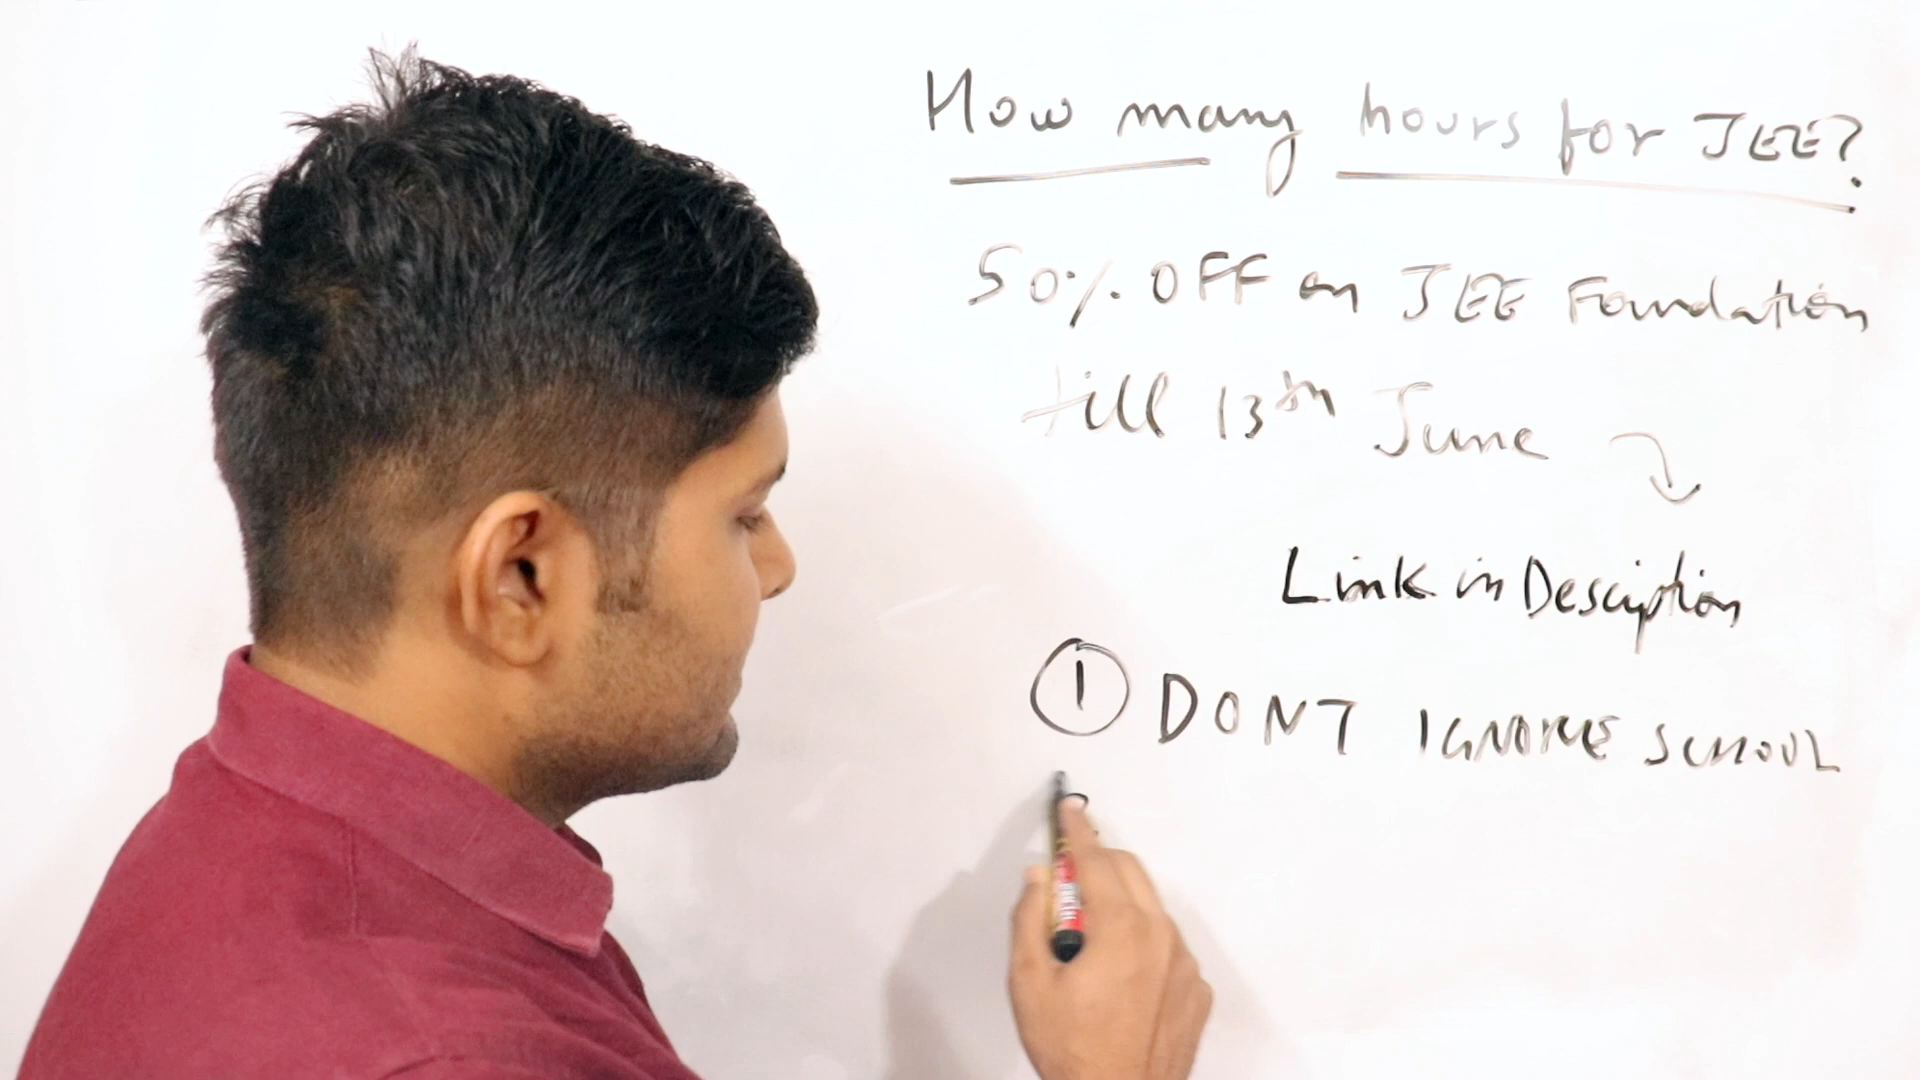 How many hours for JEE?
50% OFF on JEE Foundation
till 13th June
Link in Desciption
① DONT IGNORE SCHOOL